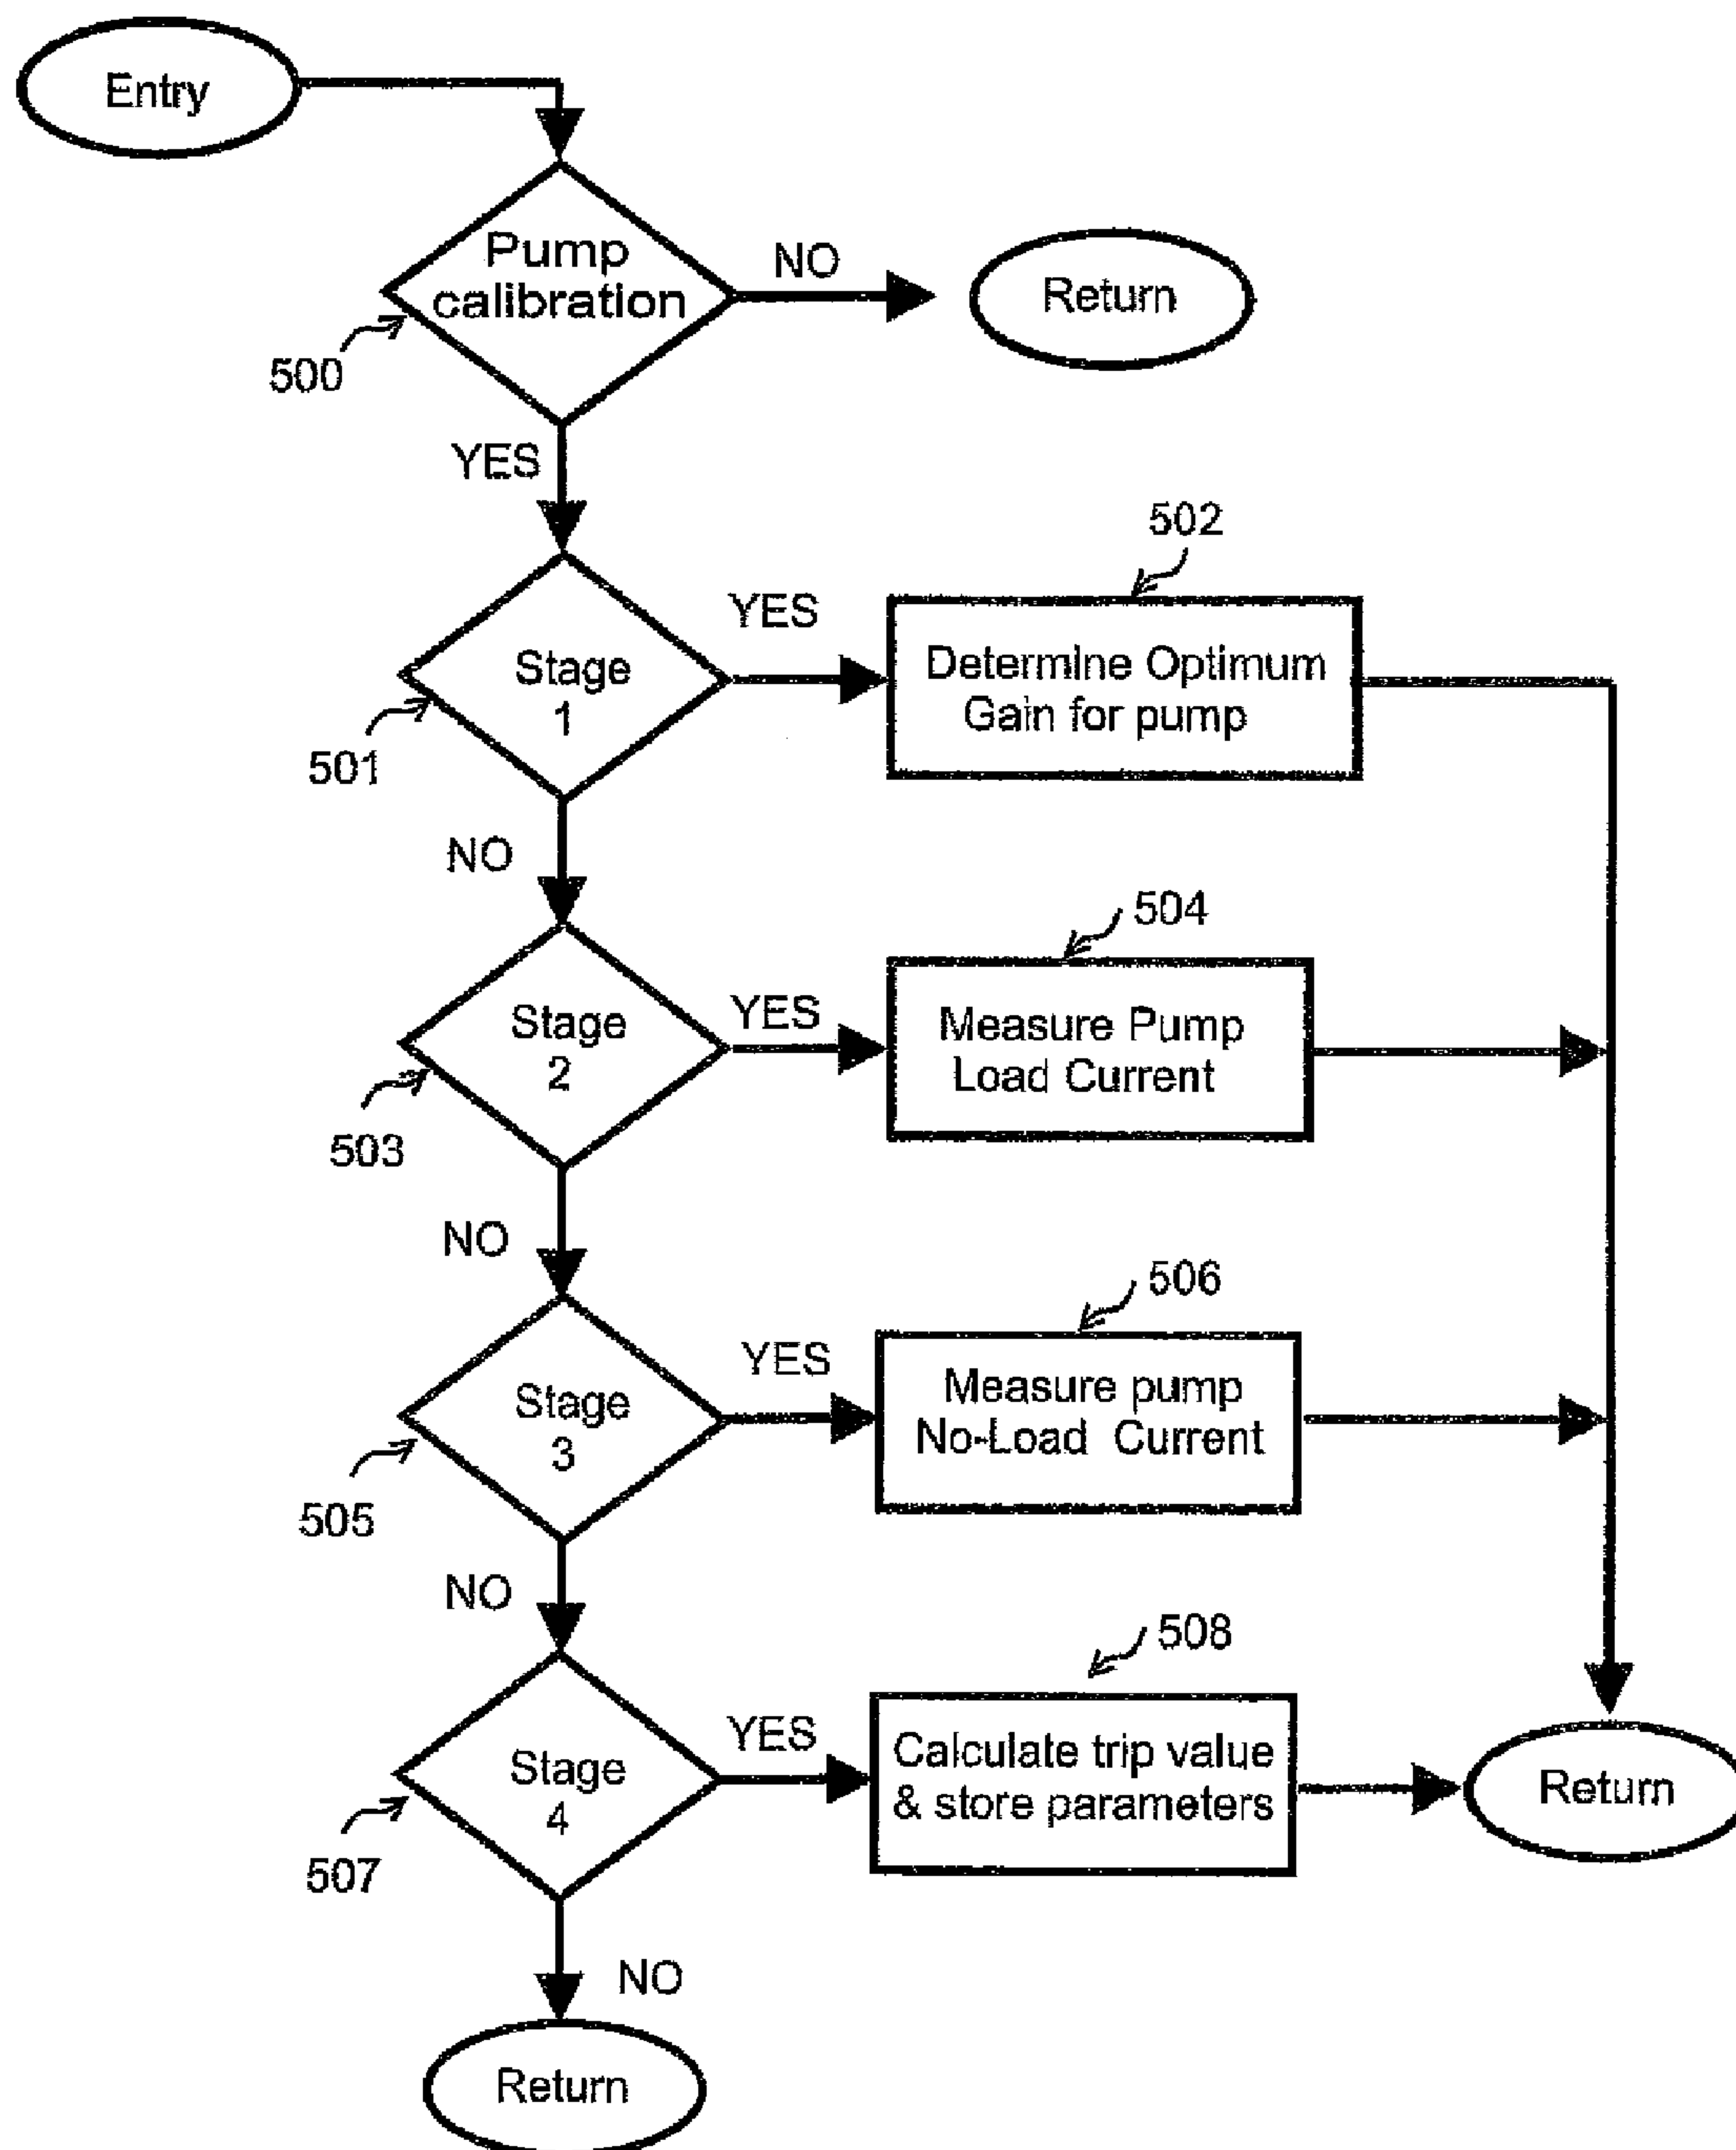 Entry
Pump
calibration
NO
Return
500
YES
502
Stage
1
YES
Determine Optimum
Gain for pump
501
NO
504
Stage
2
YES
Measure Pump
Load Current
503
NO
506
Stage
3
YES
Measure pump
No-Load Current
505
NO
508
Stage
4
YES
Calculate trip value
& store parameters
Return
507
NO
Return